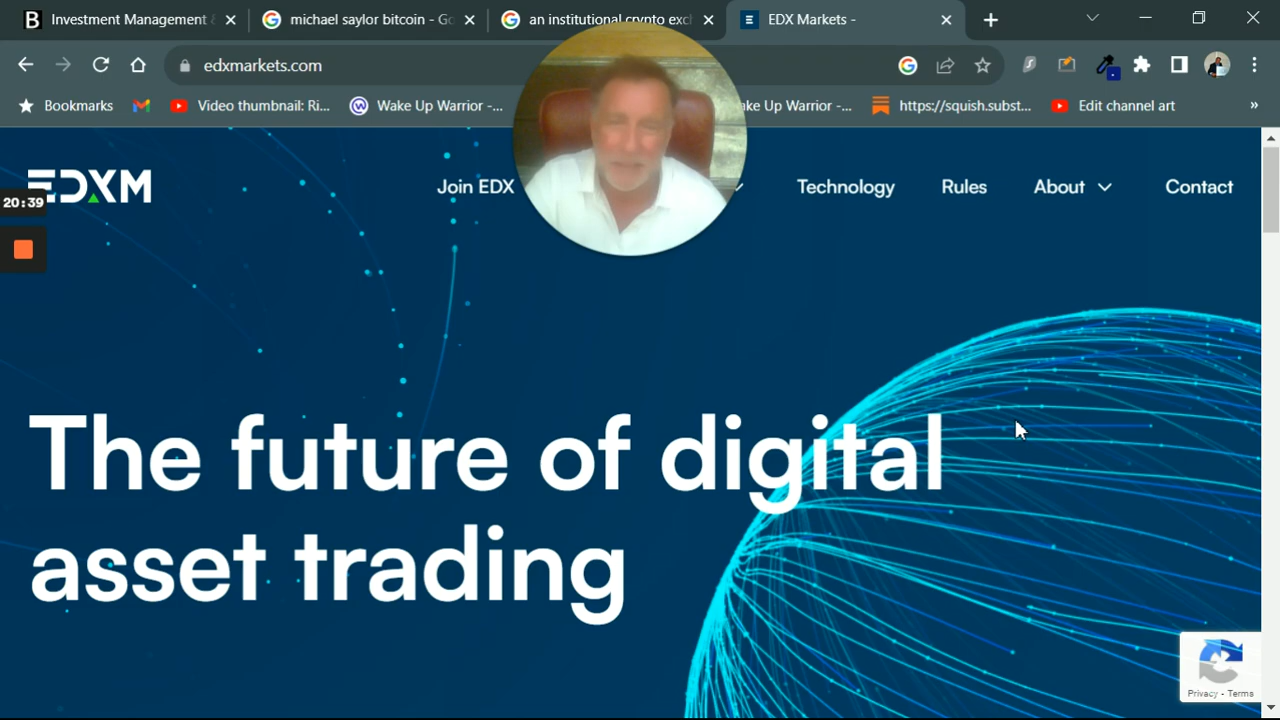 Investment Management &
michael saylor bitcoin - Go
an institutional crypto exc
EDX Markets -
edxmarkets.com
Bookmarks
Video thumbnail: Ri...
Wake Up Warrior -...
ake Up Warrior -...
https://squish.subst...
Edit channel art
»
EDXM
Join EDX
Technology
Rules
About
Contact
20:39
The future of digital
asset trading
Privacy - Terms